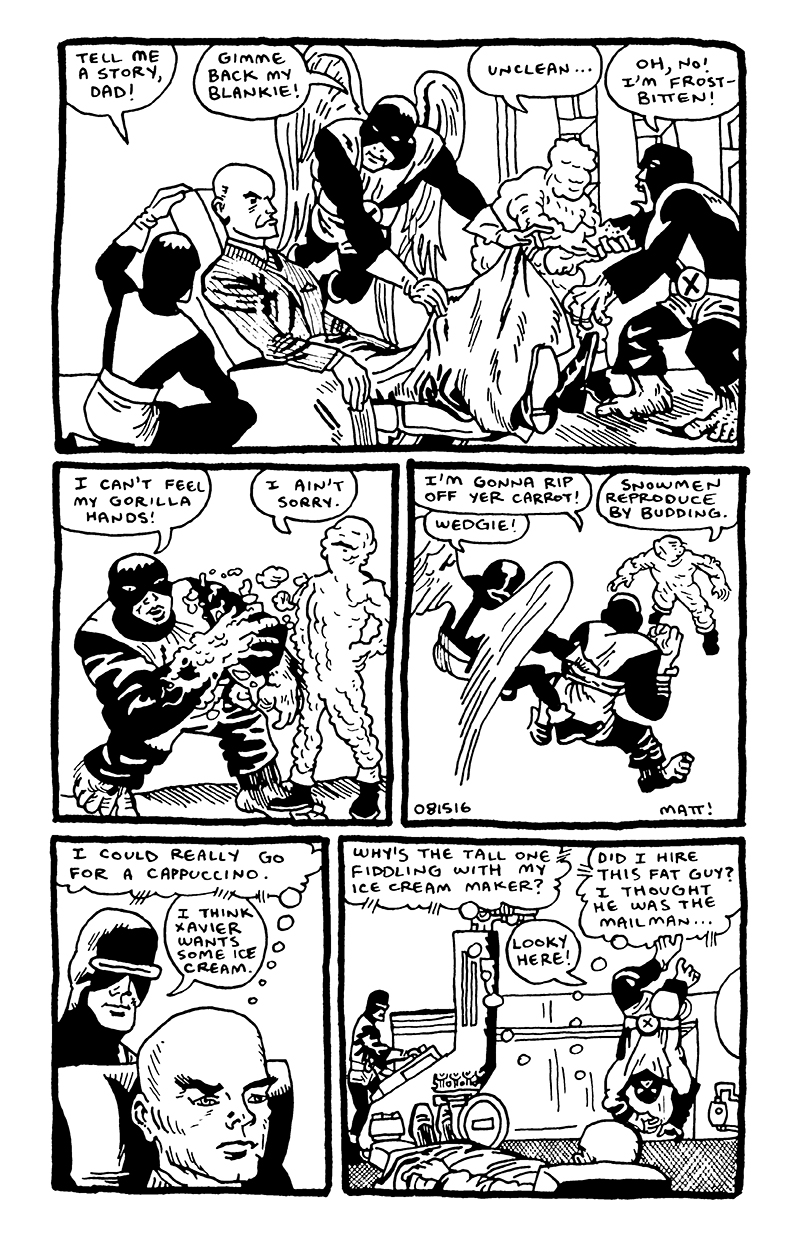 TELL ME
A STORY,
DAD!
GIMME
BACK MY
BLANKIE!
UNCLEAN...
OH, NO!
I'M FROST-
BITTEN!
X
I CAN'T FEEL
MY GORILLA
HANDS!
I AIN'T
SORRY.
I'M GONNA RIP
OFF YER CARROT!
WEDGIE!
SNOWMEN
REPRODUCE
BY BUDDING.
081516
MATT!
I COULD REALLY GO
FOR A CAPPUCCINO.
I THINK
XAVIER
WANTS
SOME ICE
CREAM.
WHY'S THE TALL ONE
FIDDLING WITH MY
ICE CREAM MAKER?
DID I HIRE
THIS FAT GUY?
I THOUGHT
HE WAS THE
MAILMAN...
LOOKY
HERE!
X